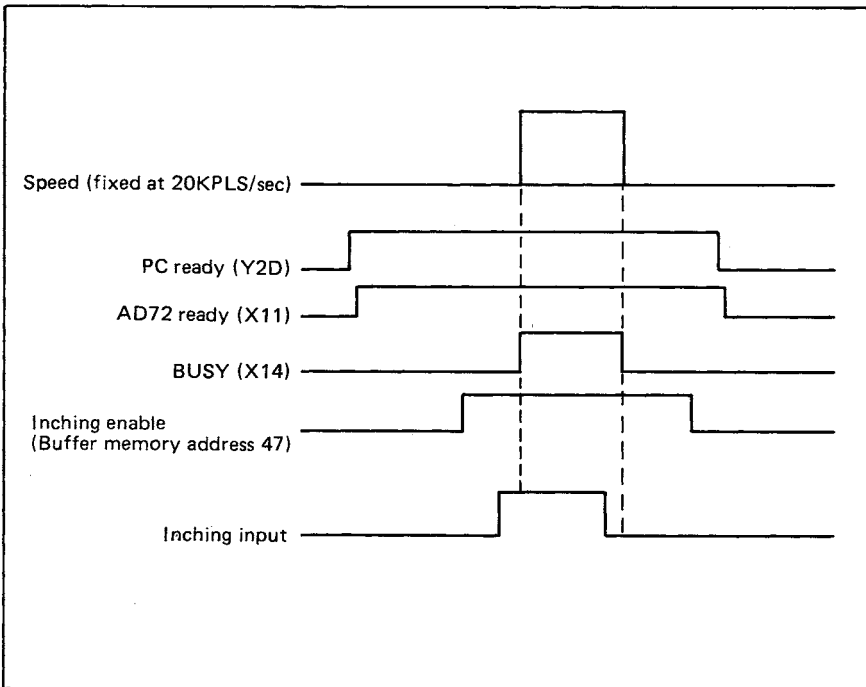 Speed (fixed at 20KPLS/sec)
PC ready (Y2D)
AD72 ready (X11)
BUSY (X14)
Inching enable
(Buffer memory address 47)
Inching input